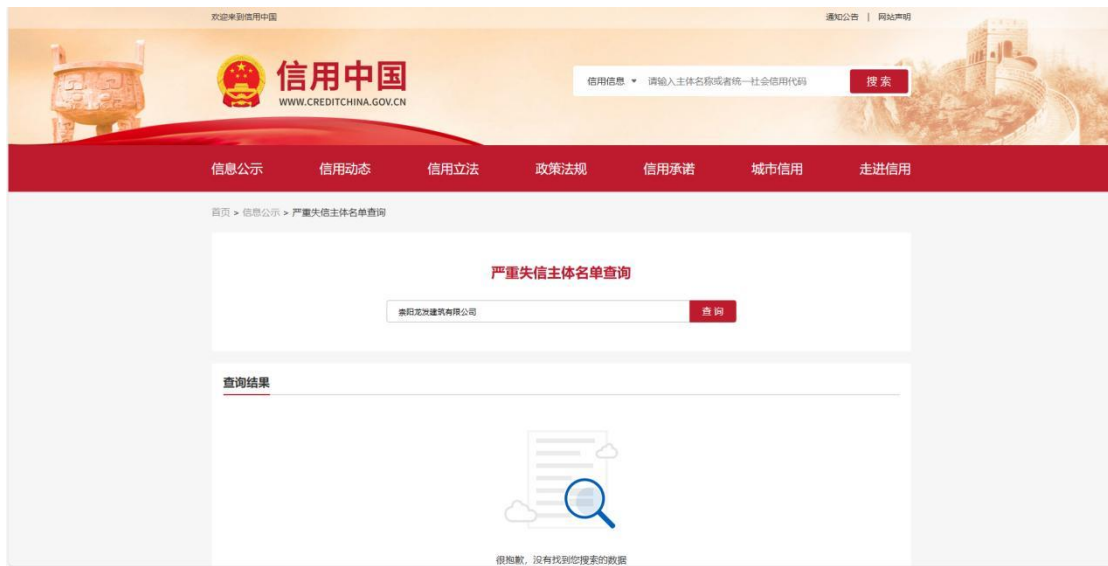 欢迎来到信用中国
通知公告 | 网站声明
信用中国
WWW.CREDITCHINA.GOV.CN
信用信息 请输入主体名称或者统一社会信用代码 搜索
信息公示 信用动态 信用立法 政策法规 信用承诺 城市信用 走进信用
首页 > 信息公示 > 严重失信主体名单查询
严重失信主体名单查询
崇阳龙发建筑有限公司 查询
查询结果
很抱歉，没有找到您搜索的数据